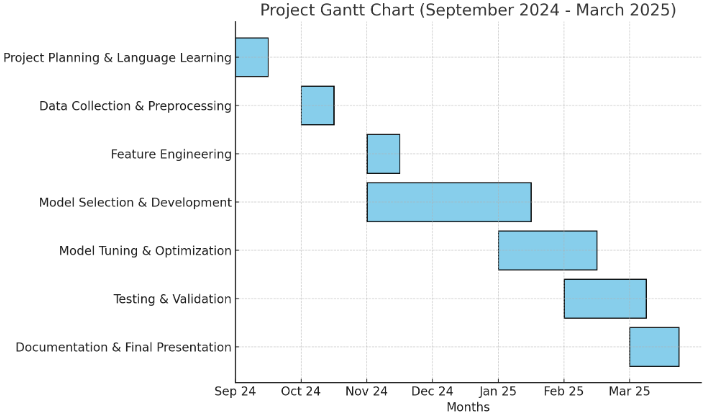 Project Gantt Chart (September 2024 - March 2025)
Project Planning & Language Learning
Data Collection & Preprocessing
Feature Engineering
Model Selection & Development
Model Tuning & Optimization
Testing & Validation
Documentation & Final Presentation
Sep 24 Oct 24 Nov 24 Dec 24 Jan 25 Feb 25 Mar 25
Months